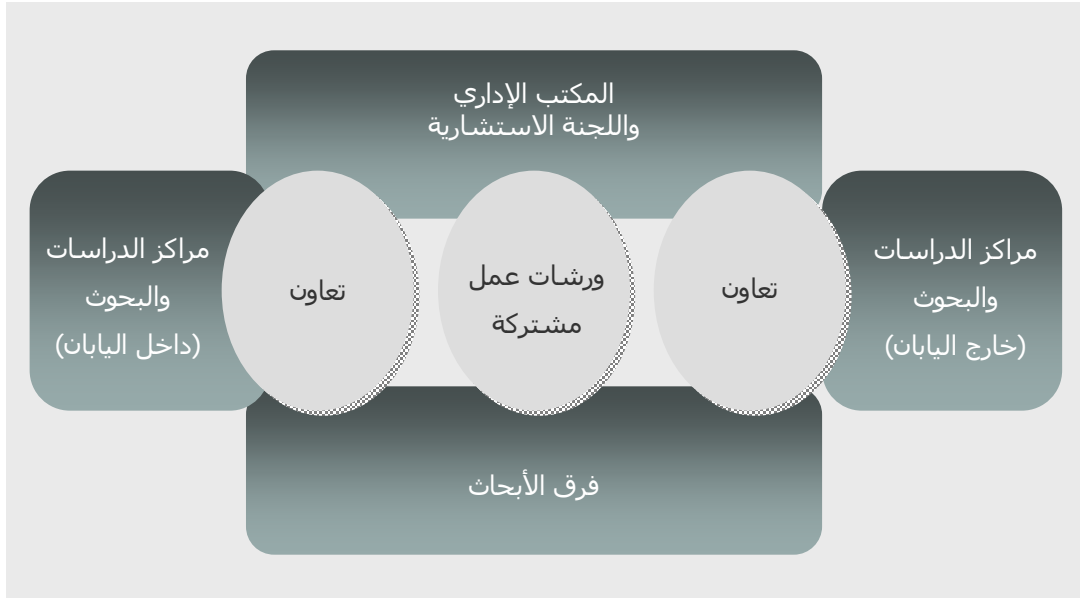 المكتب الإداري
واللجنة الاستشارية
مراكز الدراسات
والبحوث
(خارج اليابان)
تعاون
ورشات عمل
مشتركة
تعاون
مراكز الدراسات
والبحوث
(داخل اليابان)
فرق الأبحاث